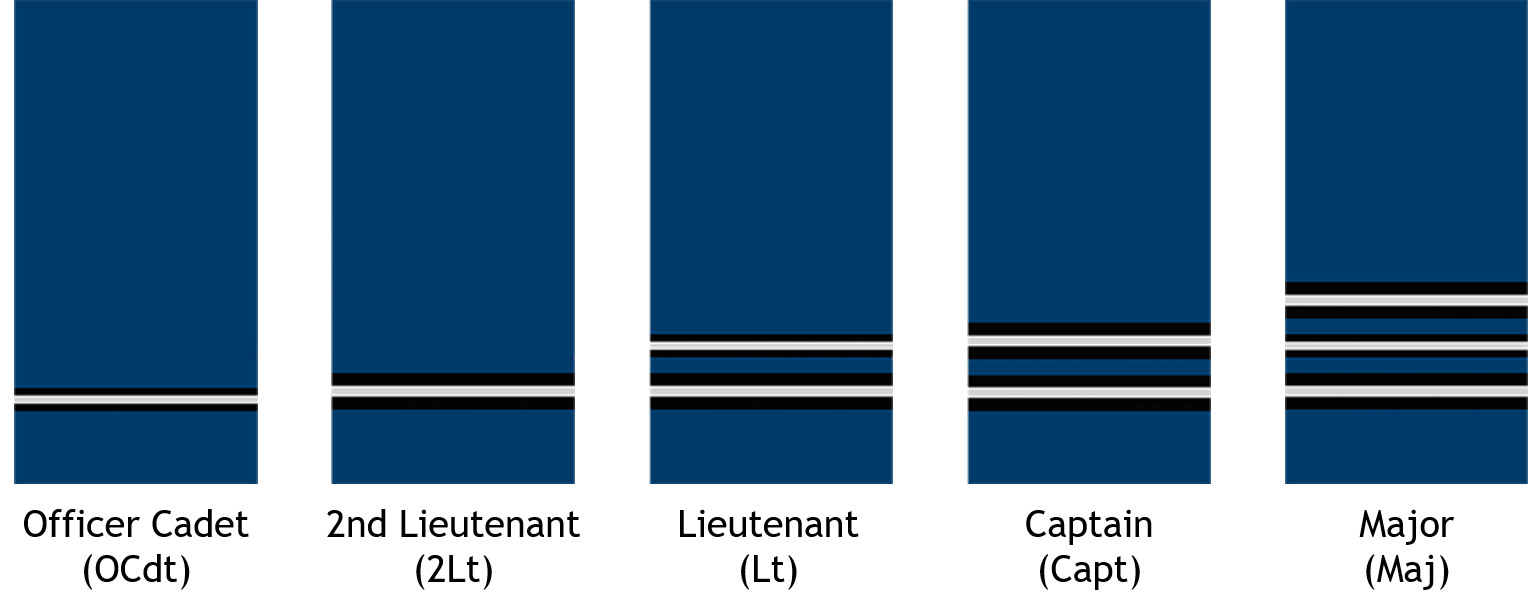 Officer Cadet
(OCdt)
2nd Lieutenant
(2Lt)
Lieutenant
(Lt)
Captain
(Capt)
Major
(Maj)